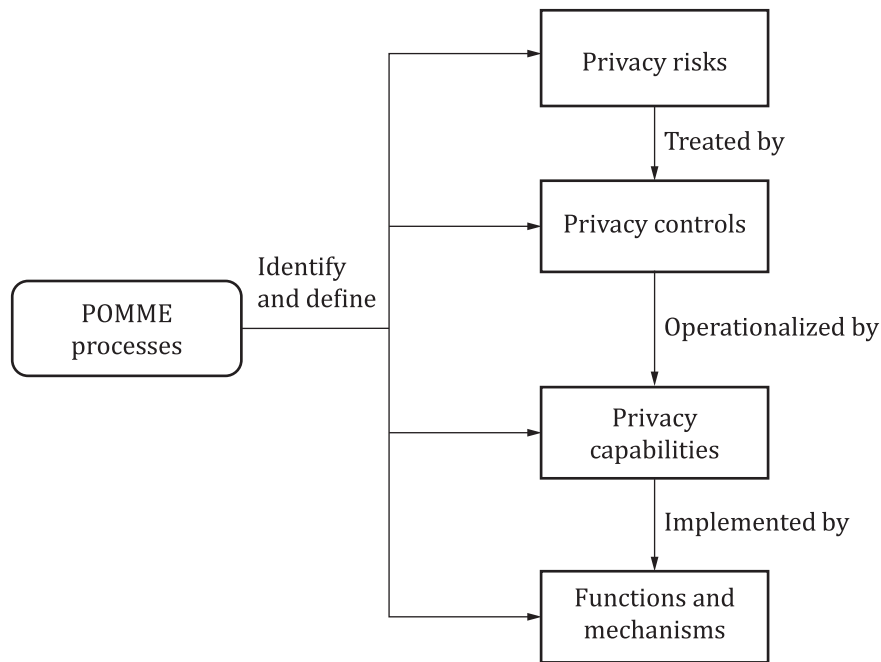 Privacy risks
Treated by
Privacy controls
Identify
and define
POMME
processes
Operationalized by
Privacy
capabilities
Implemented by
Functions and
mechanisms